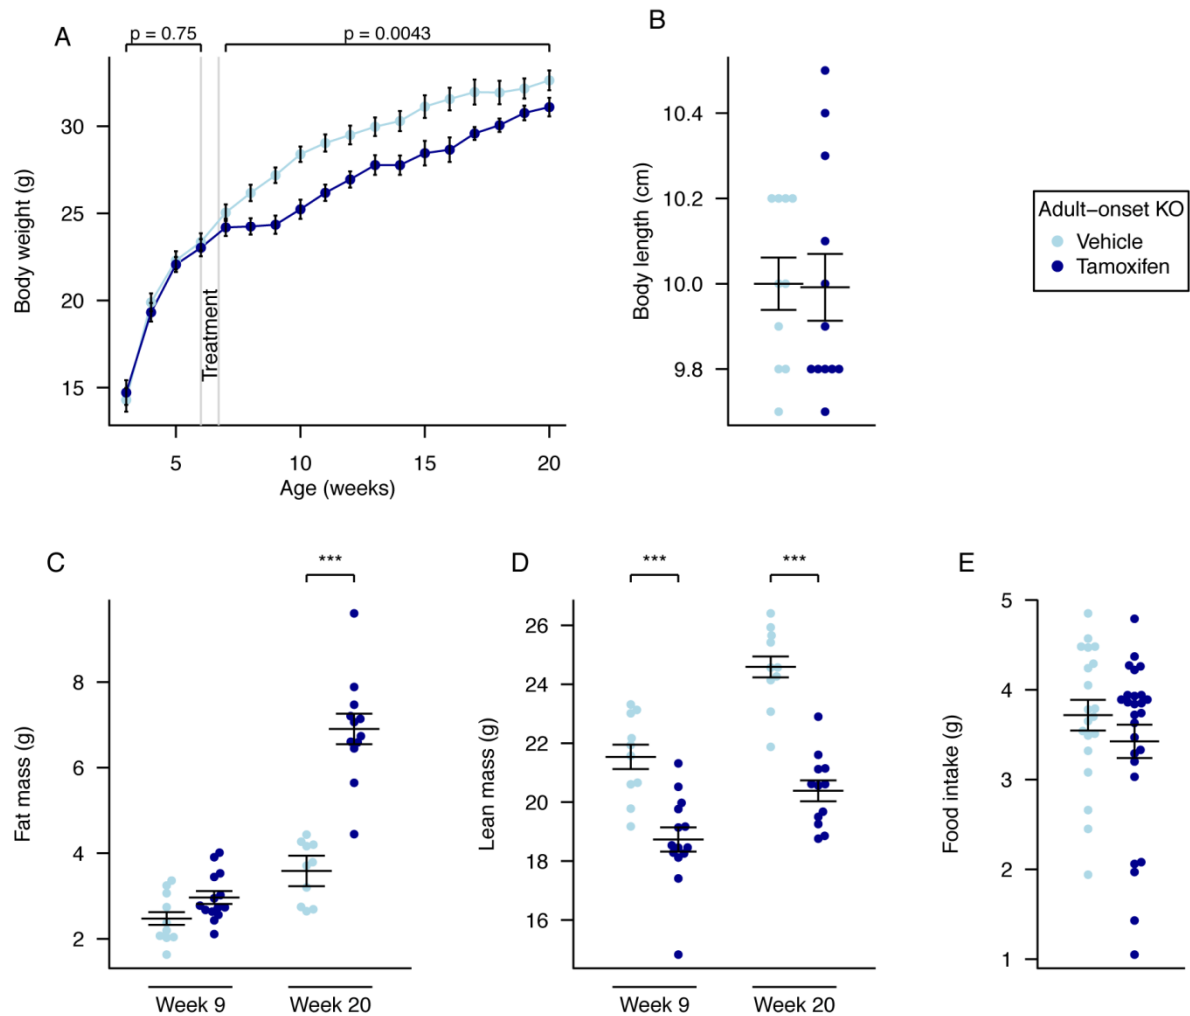 A
p = 0.75
p = 0.0043
Body weight (g)
30
25
20
15
Treatment
5
10
15
20
Age (weeks)
B
Body length (cm)
10.4
10.2
10.0
9.8
Adult−onset KO
Vehicle
Tamoxifen
C
***
Fat mass (g)
8
6
4
2
Week 9
Week 20
D
***
***
Lean mass (g)
26
24
22
20
18
16
Week 9
Week 20
E
Food intake (g)
5
4
3
2
1